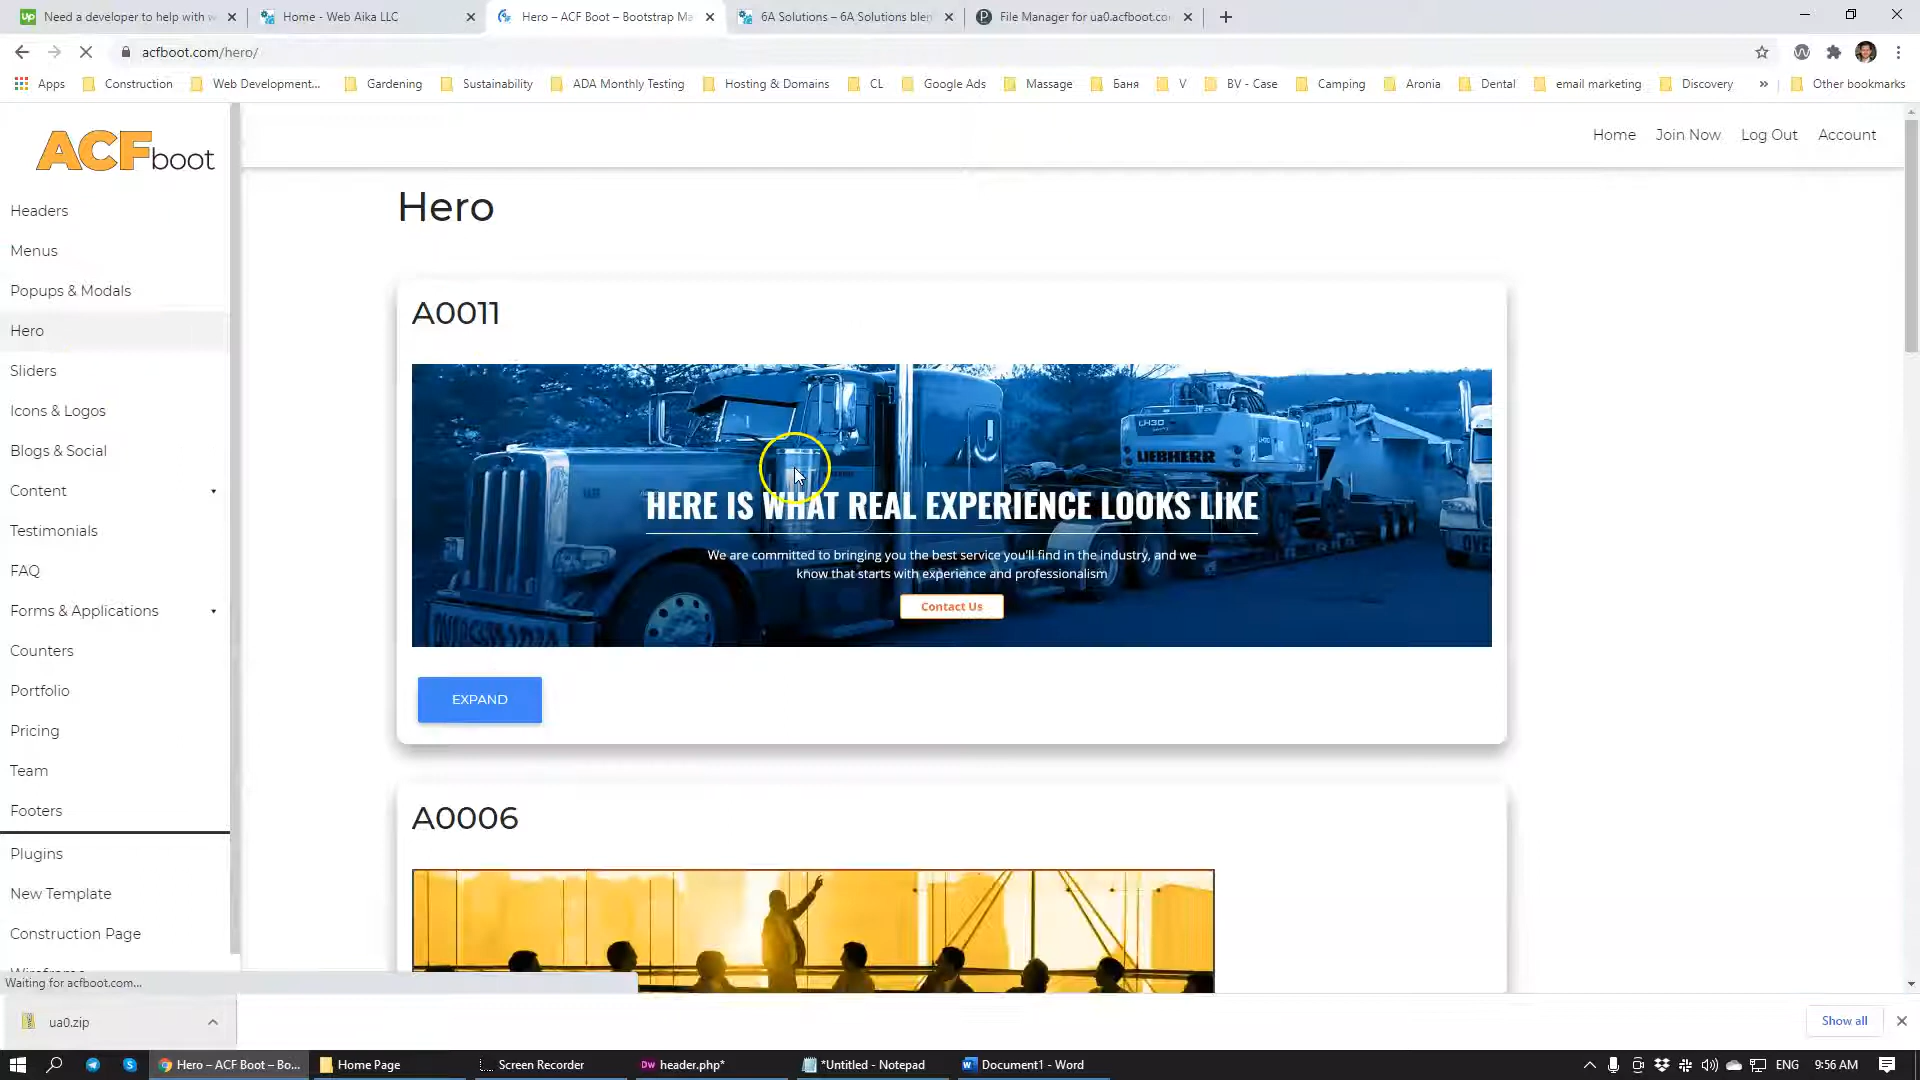 Need a developer to help with w
Home - Web Aika LLC
Hero – ACF Boot – Bootstrap Ma
6A Solutions – 6A Solutions blen
File Manager for ua0.acfboot.co
acfboot.com/hero/
Apps
Construction
Web Development...
Gardening
Sustainability
ADA Monthly Testing
Hosting & Domains
CL
Google Ads
Massage
Баня
V
BV - Case
Camping
Aronia
Dental
email marketing
Discovery
»
Other bookmarks
ACFboot
Home
Join Now
Log Out
Account
Headers
Menus
Popups & Modals
Hero
Sliders
Icons & Logos
Blogs & Social
Content
Testimonials
FAQ
Forms & Applications
Counters
Portfolio
Pricing
Team
Footers
Plugins
New Template
Construction Page
Hero
A0011
LH30
LIEBHERR
HERE IS WHAT REAL EXPERIENCE LOOKS LIKE
We are committed to bringing you the best service you'll find in the industry, and we
know that starts with experience and professionalism
Contact Us
EXPAND
A0006
Waiting for acfboot.com...
ua0.zip
Show all
Hero – ACF Boot – Bo...
Home Page
Screen Recorder
header.php*
*Untitled - Notepad
Document1 - Word
ENG
9:56 AM